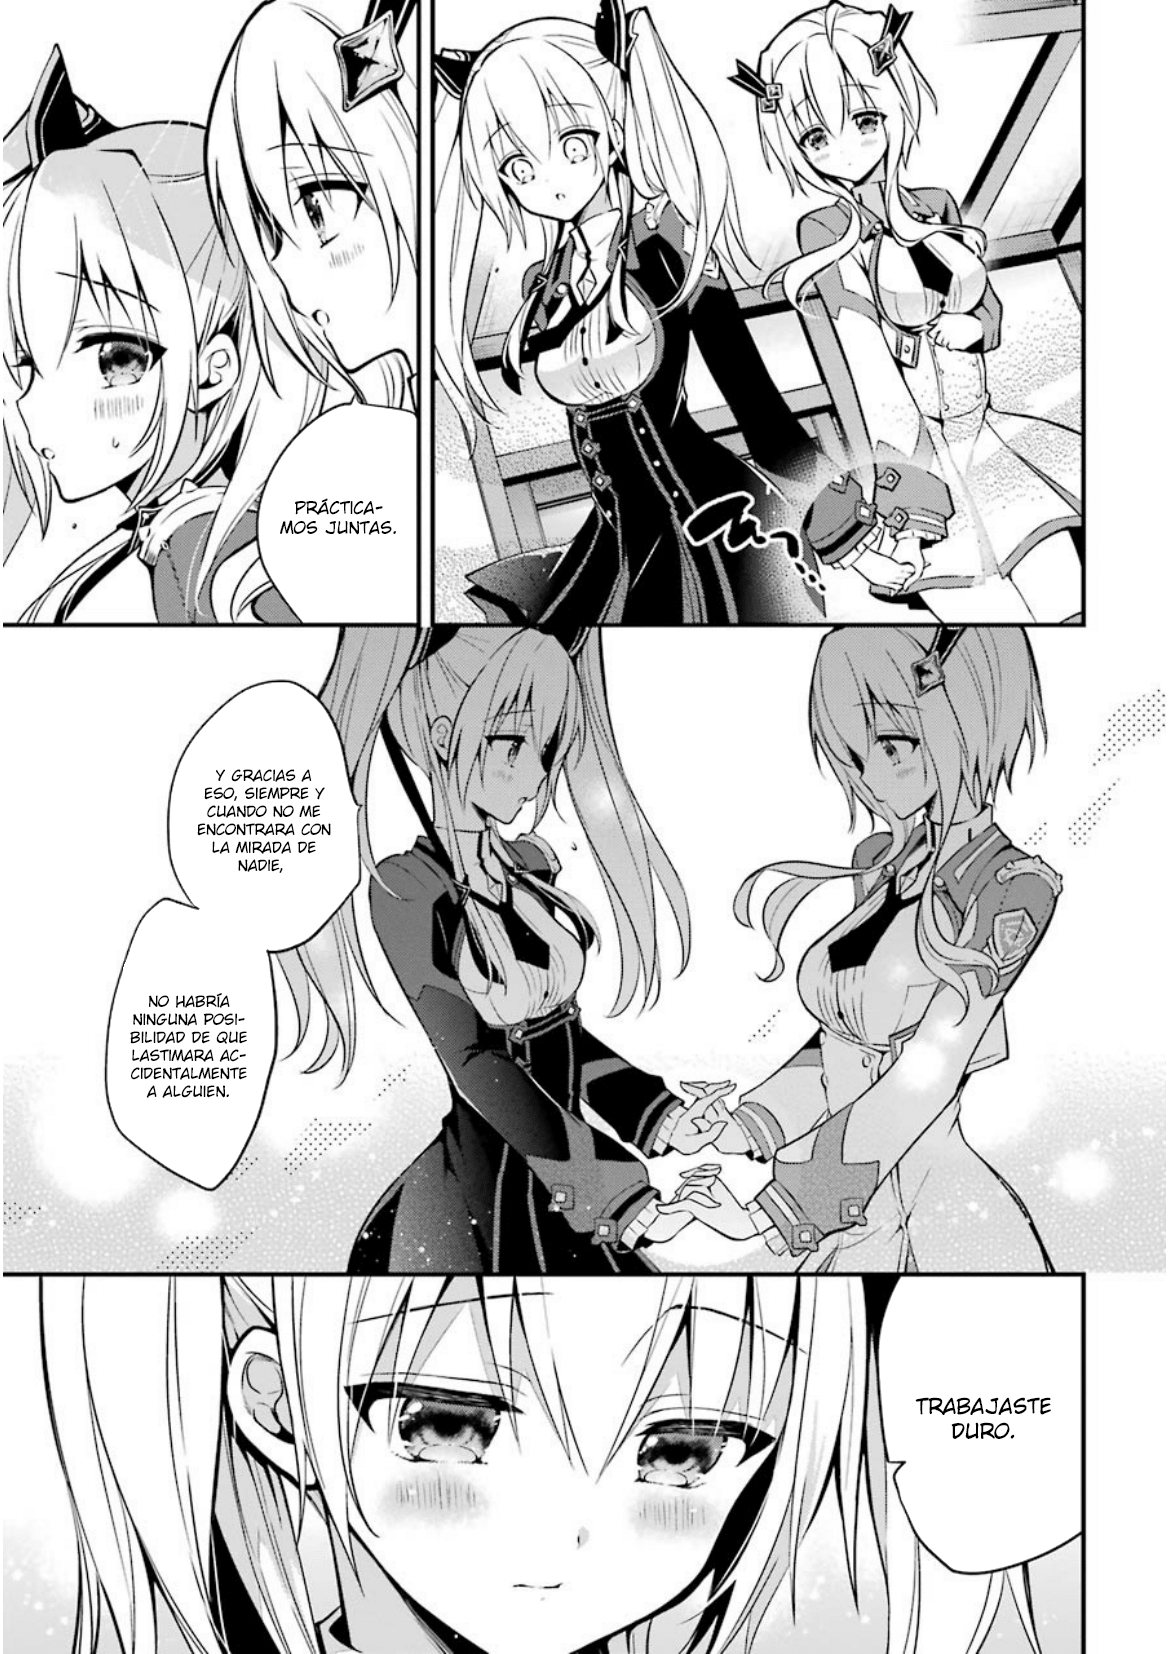 PRÁCTICA-
MOS JUNTAS.
Y GRACIAS A
ESO, SIEMPRE Y
CUANDO NO ME
ENCONTRARA CON
LA MIRADA DE
NADIE,
NO HABRÍA
NINGUNA POSI-
BILIDAD DE QUE
LASTIMARA AC-
CIDENTALMENTE
A ALGUIEN.
TRABAJASTE
DURO.